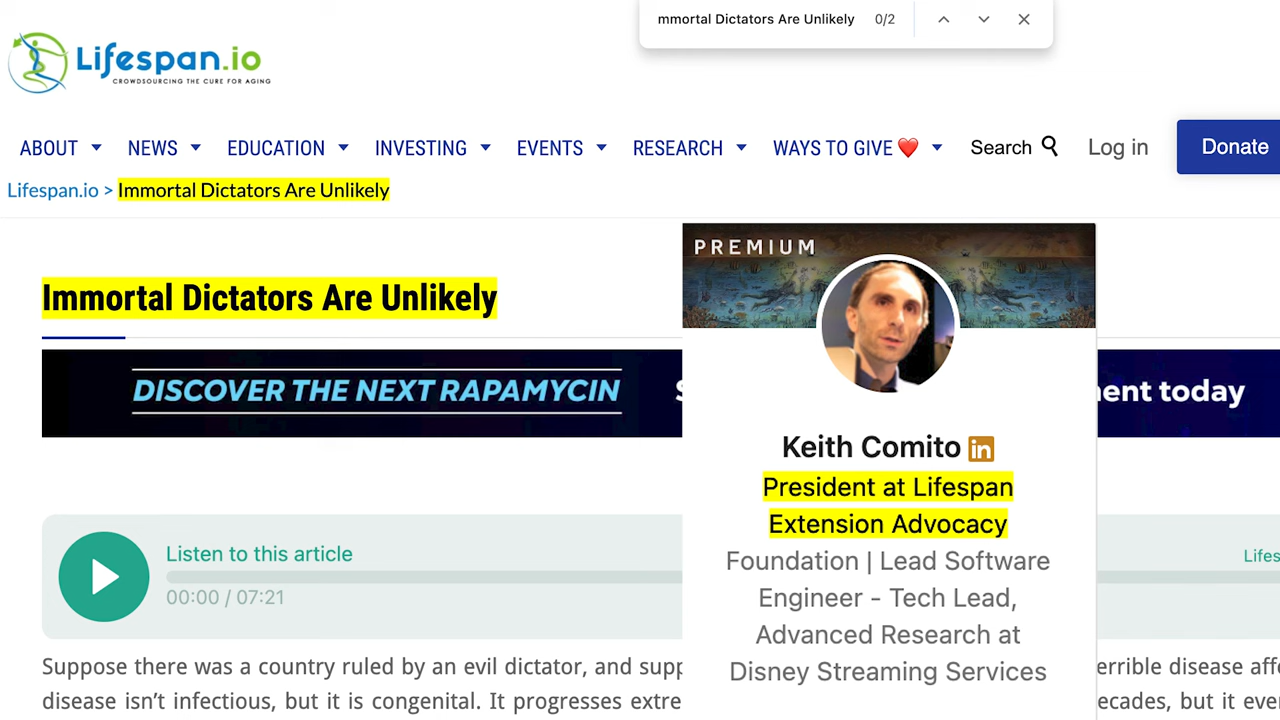 mmortal Dictators Are Unlikely 0/2
Lifespan.io
CROWDSOURCING THE CURE FOR AGING
ABOUT NEWS EDUCATION INVESTING EVENTS RESEARCH WAYS TO GIVE Search Log in Donate
Lifespan.io > Immortal Dictators Are Unlikely
Immortal Dictators Are Unlikely
DISCOVER THE NEXT RAPAMYCIN
ent today
PREMIUM
Keith Comito in
President at Lifespan
Extension Advocacy
Foundation | Lead Software
Engineer - Tech Lead,
Advanced Research at
Disney Streaming Services
Listen to this article
00:00 / 07:21
Lifes
Suppose there was a country ruled by an evil dictator, and supp errible disease affe
disease isn't infectious, but it is congenital. It progresses extre ecades, but it ever